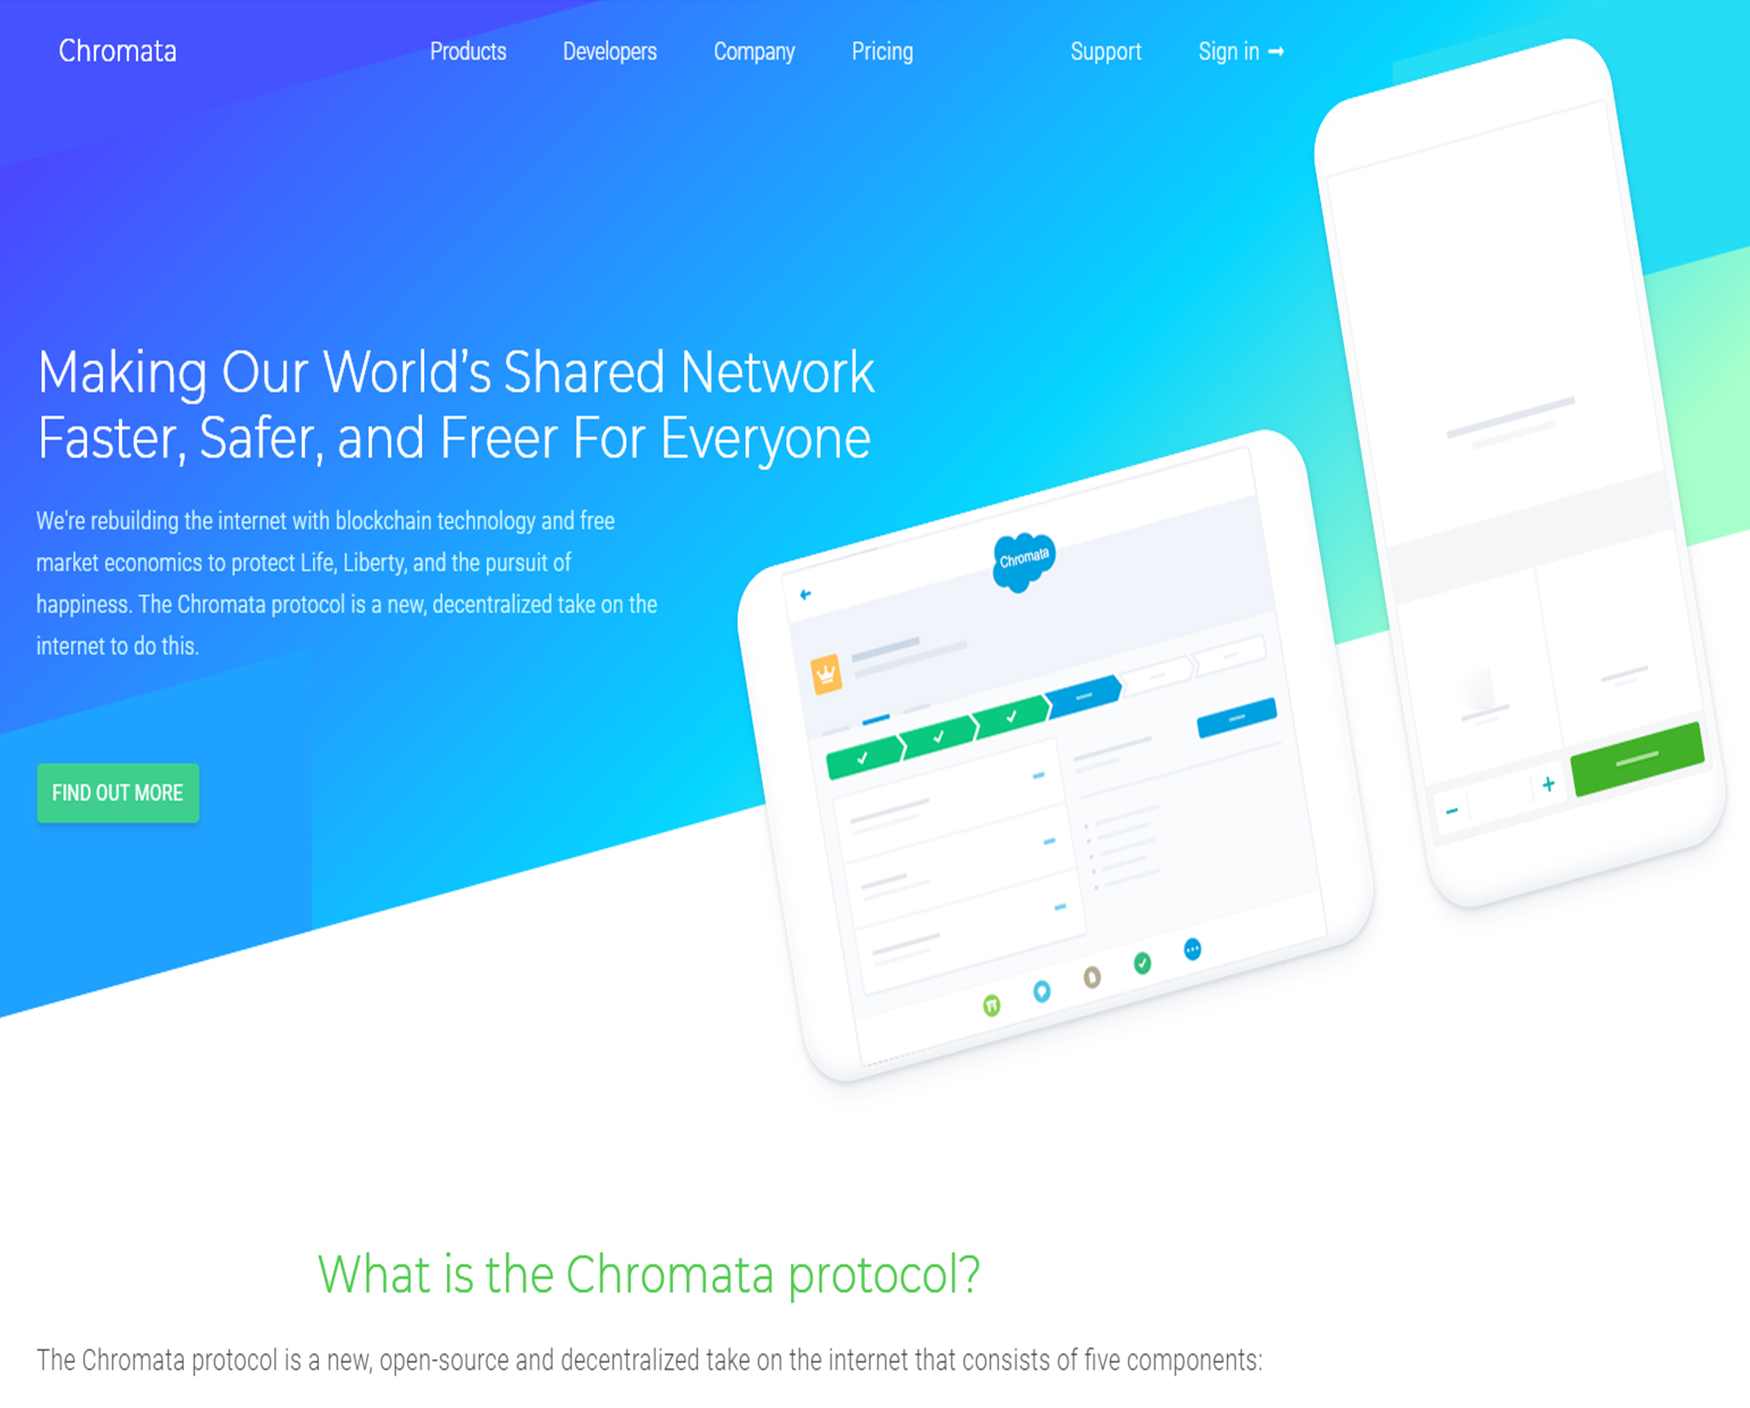 Chromata
Products
Developers
Company
Pricing
Support
Sign in →
Making Our World’s Shared Network
Faster, Safer, and Freer For Everyone
We're rebuilding the internet with blockchain technology and free
market economics to protect Life, Liberty, and the pursuit of
happiness. The Chromata protocol is a new, decentralized take on the
internet to do this.
Chromata
FIND OUT MORE
What is the Chromata protocol?
The Chromata protocol is a new, open-source and decentralized take on the internet that consists of five components: